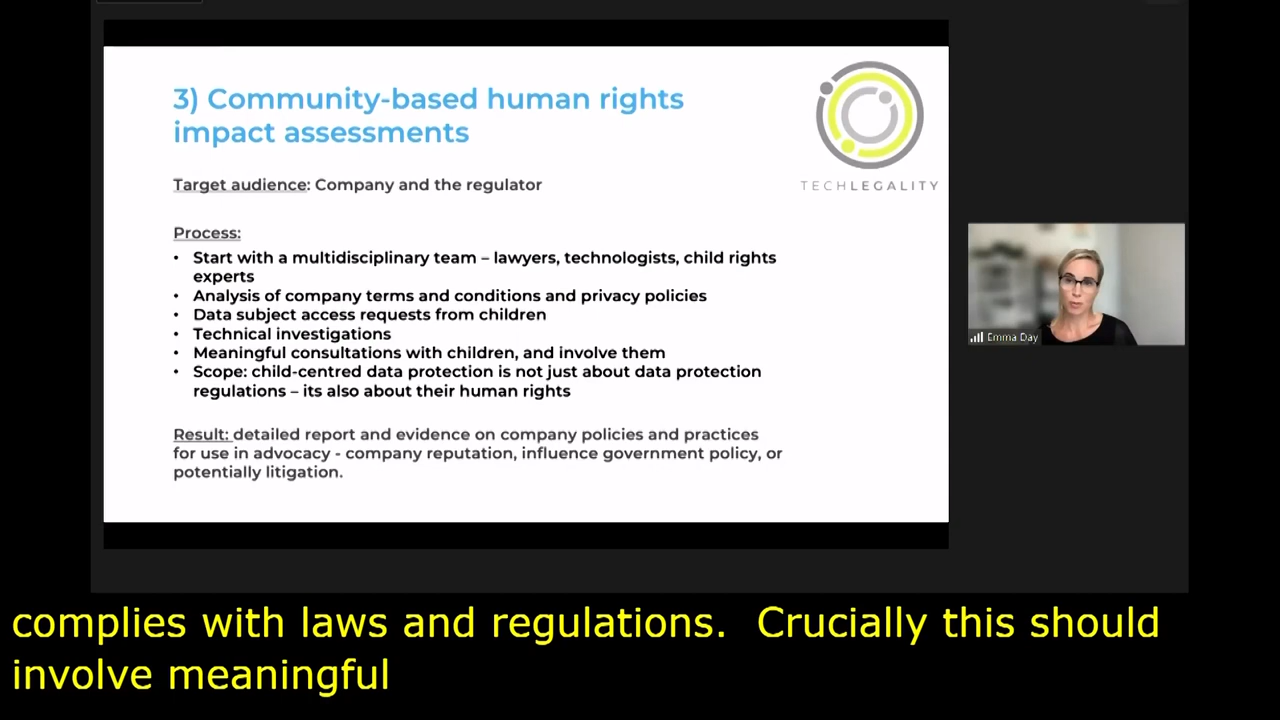 3) Community-based human rights
impact assessments
TECHLEGALITY
Target audience: Company and the regulator
Process:
• Start with a multidisciplinary team – lawyers, technologists, child rights
experts
• Analysis of company terms and conditions and privacy policies
• Data subject access requests from children
• Technical investigations
• Meaningful consultations with children, and involve them
• Scope: child-centred data protection is not just about data protection
regulations – its also about their human rights
Result: detailed report and evidence on company policies and practices
for use in advocacy - company reputation, influence government policy, or
potentially litigation.
Emma Day
complies with laws and regulations.  Crucially this should
involve meaningful